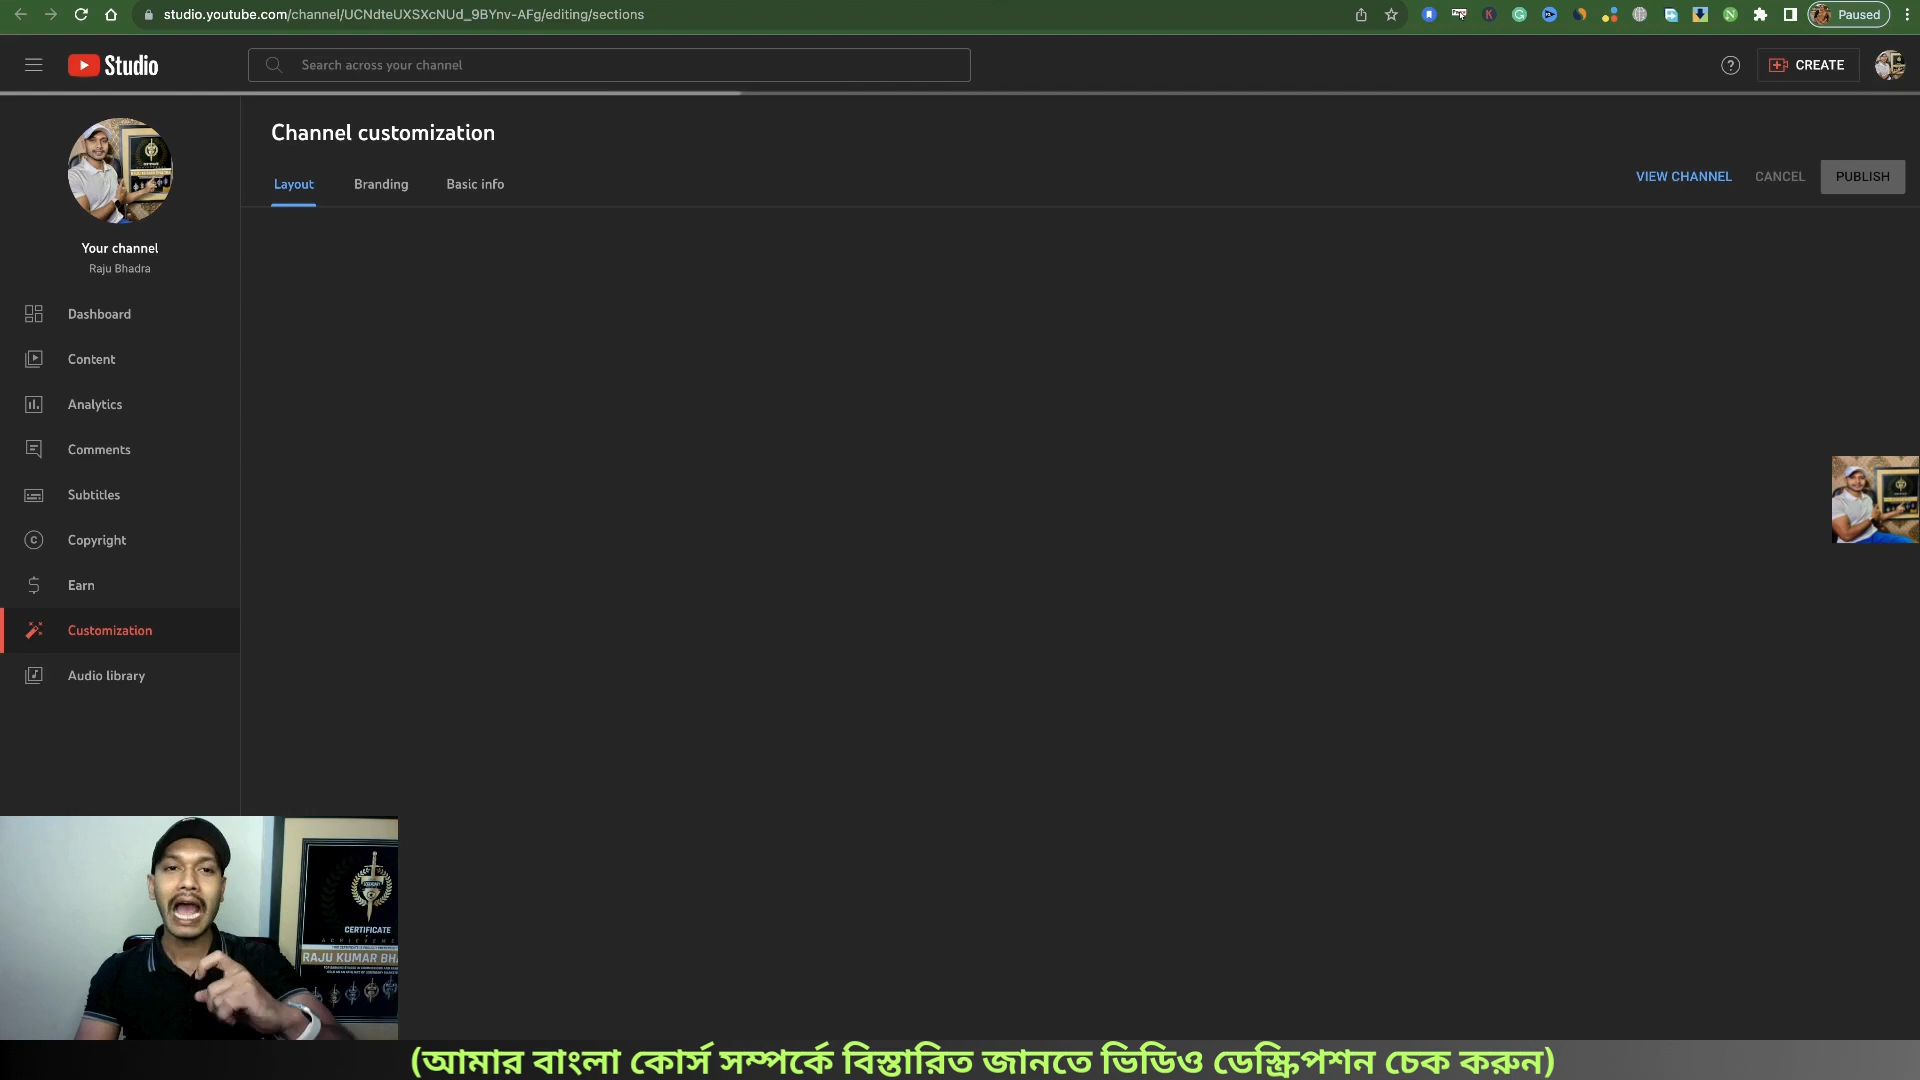 studio.youtube.com/channel/UCNdteUXSXcNUd_9BYnv-AFg/editing/sections
Paused
Studio
Search across your channel
CREATE
Channel customization
Layout
Branding
Basic info
VIEW CHANNEL
CANCEL
PUBLISH
Your channel
Raju Bhadra
Dashboard
Content
Analytics
Comments
Subtitles
Copyright
Earn
Customization
Audio library
CERTIFICATE
RAJU KUMAR BH
(আমার বাংলা কোর্স সম্পর্কে বিস্তারিত জানতে ভিডিও ডেস্ক্রিপশন চেক করুন)